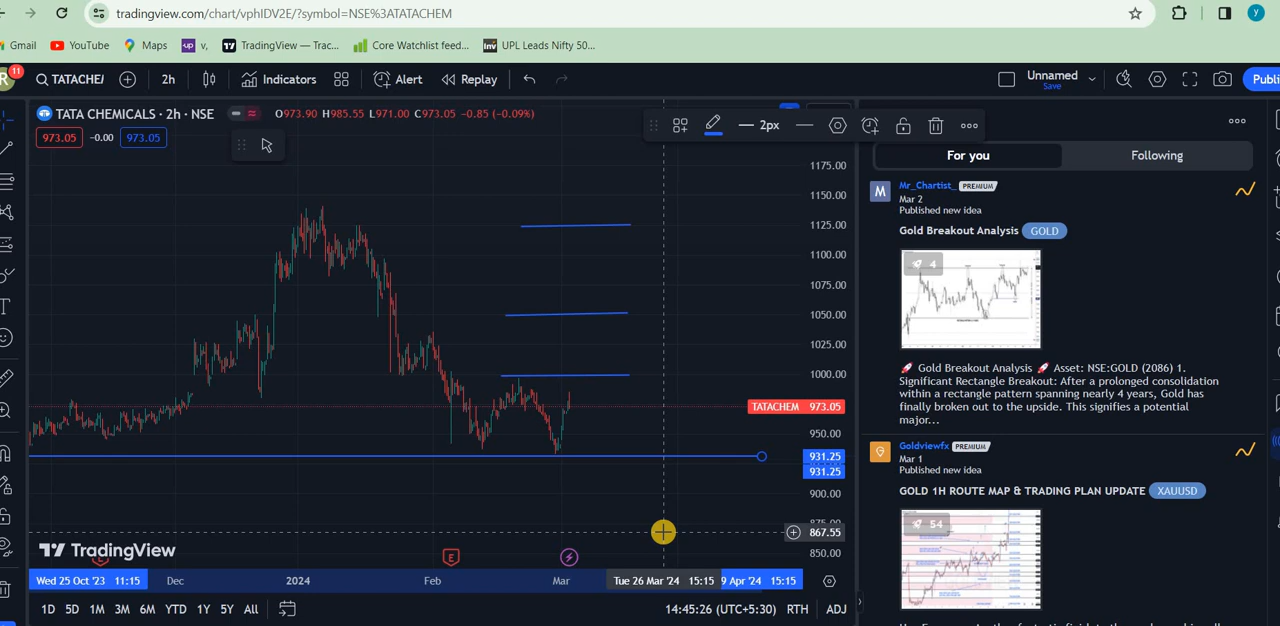 tradingview.com/chart/vphIDV2E/?symbol=NSE%3ATATACHEM
y
Gmail YouTube Maps up v, TradingView — Trac... Core Watchlist feed... Inv UPL Leads Nifty 50...
R 11 TATACHEM 2h Indicators Alert Replay Unnamed Save Publi
TATA CHEMICALS · 2h · NSE O973.90 H985.55 L971.00 C973.05 -0.85 (-0.09%)
973.05 -0.00 973.05
2px
1175.00
1150.00
1125.00
1100.00
1050.00
1025.00
1000.00
TATACHEM 973.05
950.00
931.25
931.25
900.00
867.55
850.00
TradingView
E
Wed 25 Oct '23 11:15 Dec 2024 Feb Mar Tue 26 Mar '24 15:15 9 Apr '24 15:15
1D 5D 1M 3M 6M YTD 1Y 5Y All 14:45:26 (UTC+5:30) RTH ADJ
For you Following
M Mr_Chartist_ PREMIUM
Mar 2
Published new idea
Gold Breakout Analysis GOLD
4
🚀 Gold Breakout Analysis 🚀 Asset: NSE:GOLD (2086) 1.
Significant Rectangle Breakout: After a prolonged consolidation
within a rectangle pattern spanning nearly 4 years, Gold has
finally broken out to the upside. This signifies a potential
major...
Goldviewfx PREMIUM
Mar 1
Published new idea
GOLD 1H ROUTE MAP & TRADING PLAN UPDATE XAUUSD
54